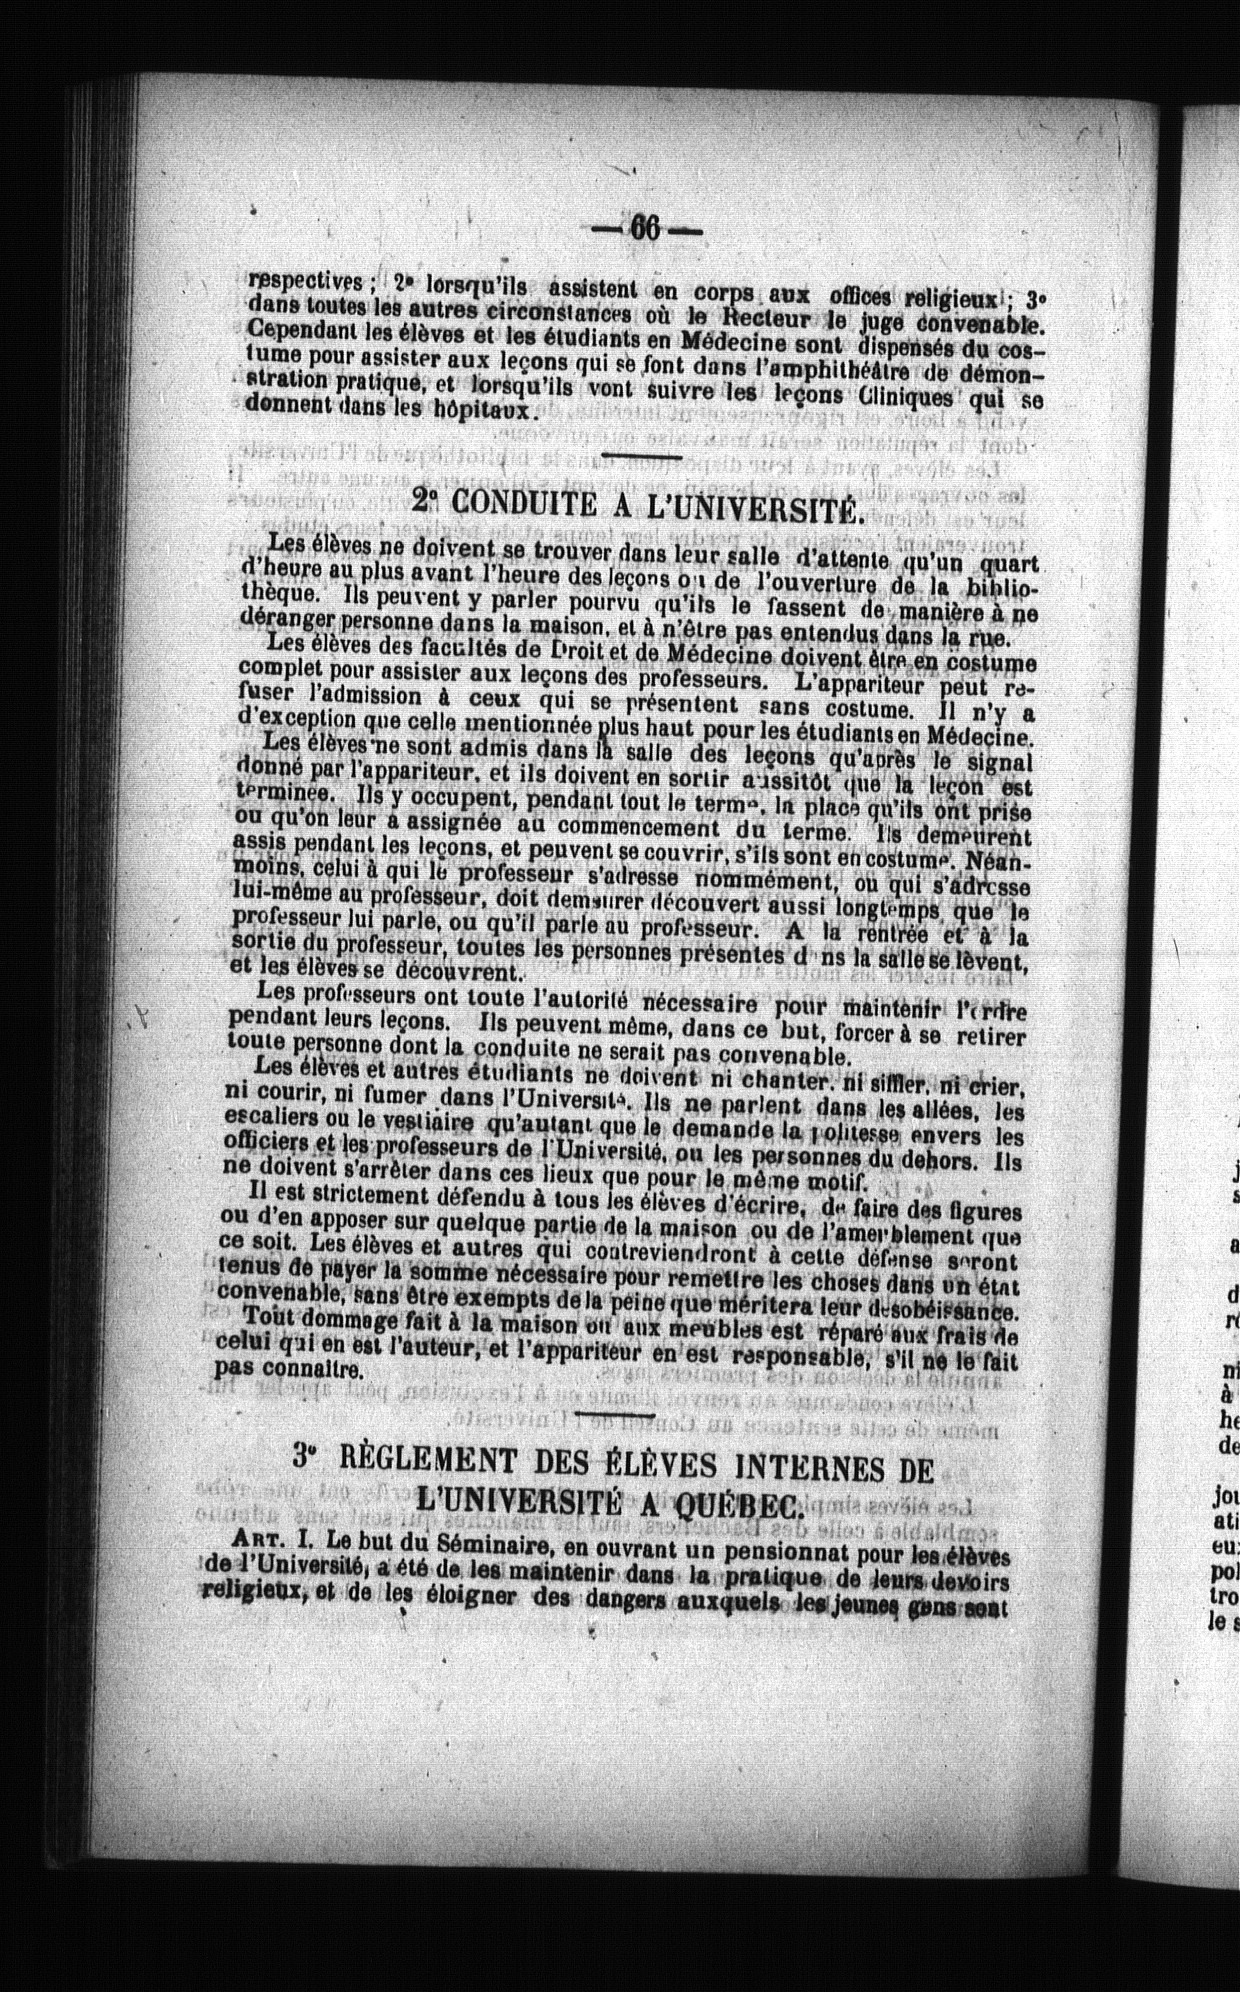 — 66 —
respectives ; 2º lorsqu'ils assistent en corps aux offices religieux ; 3º
dans toutes les autres circonstances où le Recteur le juge convenable.
Cependant les élèves et les étudiants en Médecine sont dispensés du cos-
tume pour assister aux leçons qui se font dans l'amphithéâtre de démon-
stration pratique, et lorsqu'ils vont suivre les leçons Cliniques qui se
donnent dans les hôpitaux.
2º CONDUITE A L'UNIVERSITÉ.
Les élèves ne doivent se trouver dans leur salle d'attente qu'un quart
d'heure au plus avant l'heure des leçons ou de l'ouverture de la biblio-
thèque. Ils peuvent y parler pourvu qu'ils le fassent de manière à ne
déranger personne dans la maison, et à n'être pas entendus dans la rue.
Les élèves des facultés de Droit et de Médecine doivent être en costume
complet pour assister aux leçons des professeurs. L'appariteur peut re-
fuser l'admission à ceux qui se présentent sans costume. Il n'y a
d'exception que celle mentionnée plus haut pour les étudiants en Médecine.
Les élèves ne sont admis dans la salle des leçons qu'après le signal
donné par l'appariteur, et ils doivent en sortir aussitôt que la leçon est
terminée. Ils y occupent, pendant tout le terme, la place qu'ils ont prise
ou qu'on leur a assignée au commencement du terme. Ils demeurent
assis pendant les leçons, et peuvent se couvrir, s'ils sont en costume. Néan-
moins, celui à qui le professeur s'adresse nommément, ou qui s'adresse
lui-même au professeur, doit demeurer découvert aussi longtemps que le
professeur lui parle, ou qu'il parle au professeur. A la rentrée et à la
sortie du professeur, toutes les personnes présentes dans la salle se lèvent,
et les élèves se découvrent.
Les professeurs ont toute l'autorité nécessaire pour maintenir l'ordre
pendant leurs leçons. Ils peuvent même, dans ce but, forcer à se retirer
toute personne dont la conduite ne serait pas convenable.
Les élèves et autres étudiants ne doivent ni chanter, ni siffler, ni crier,
ni courir, ni fumer dans l'Université. Ils ne parlent dans les allées, les
escaliers ou le vestiaire qu'autant que le demande la politesse envers les
officiers et les professeurs de l'Université, ou les personnes du dehors. Ils
ne doivent s'arrêter dans ces lieux que pour le même motif.
Il est strictement défendu à tous les élèves d'écrire, de faire des figures
ou d'en apposer sur quelque partie de la maison ou de l'amerblement que
ce soit. Les élèves et autres qui contreviendront à cette défense seront
tenus de payer la somme nécessaire pour remettre les choses dans un état
convenable, sans être exempts de la peine que méritera leur désobéissance.
Tout dommage fait à la maison ou aux meubles est réparé aux frais de
celui qui en est l'auteur, et l'appariteur en est responsable, s'il ne le fait
pas connaître.
3º RÈGLEMENT DES ÉLÈVES INTERNES DE
L'UNIVERSITÉ A QUÉBEC.
ART. I. Le but du Séminaire, en ouvrant un pensionnat pour les élèves
de l'Université, a été de les maintenir dans la pratique de leurs devoirs
religieux, et de les éloigner des dangers auxquels les jeunes gens sont